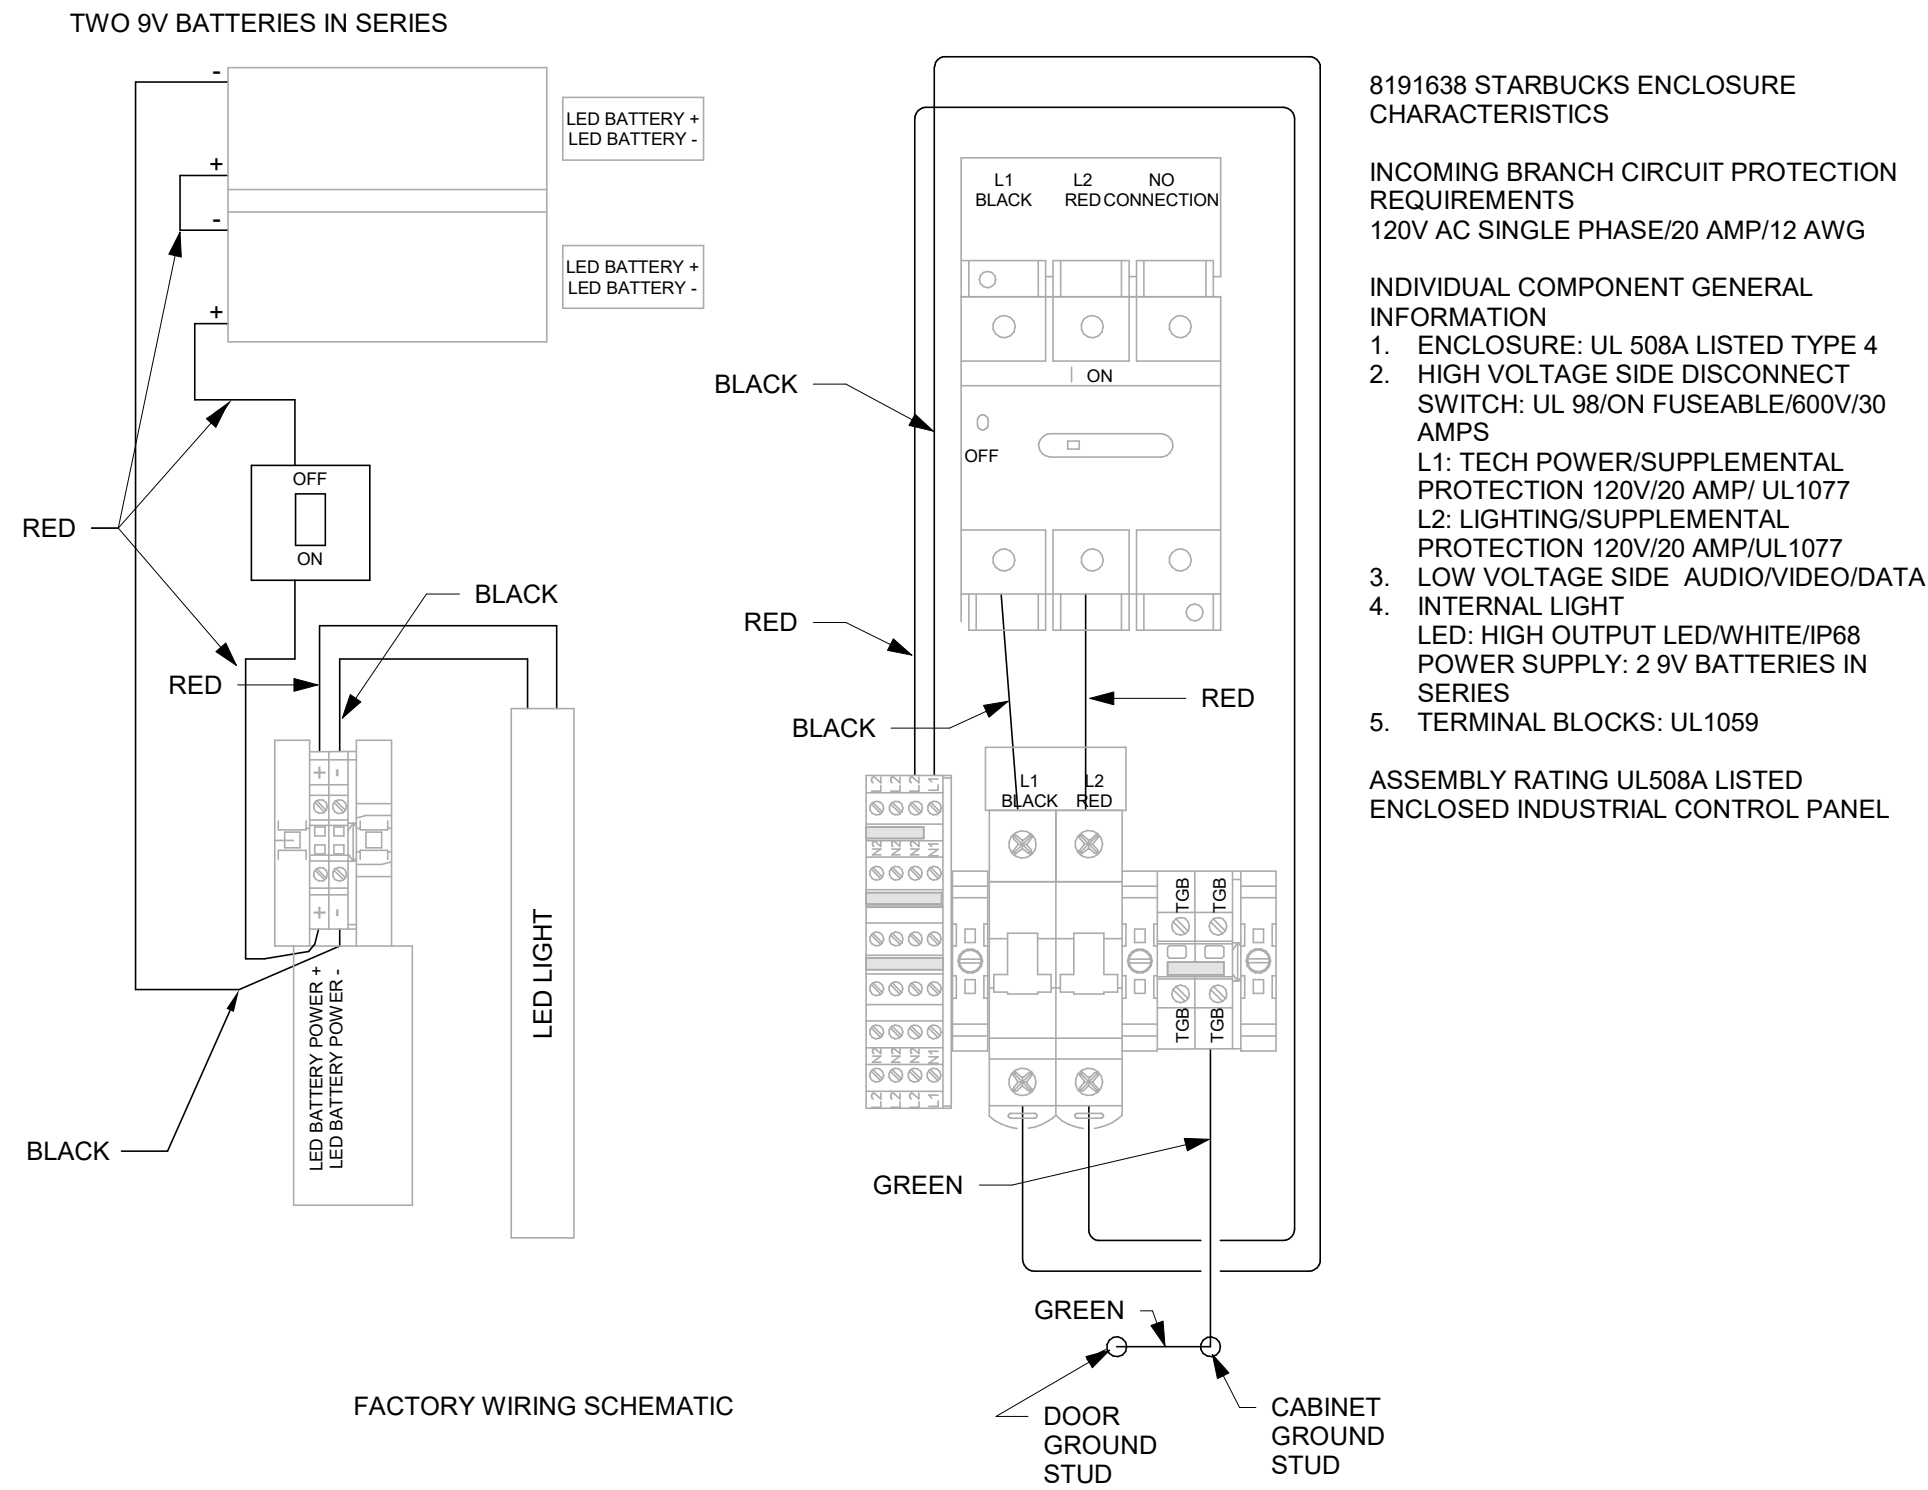 TWO 9V BATTERIES IN SERIES
-
LED BATTERY +
LED BATTERY -
+
-
LED BATTERY +
LED BATTERY -
+
RED
OFF
ON
BLACK
RED
+ -
+ -
LED BATTERY POWER +
LED BATTERY POWER -
LED LIGHT
BLACK
FACTORY WIRING SCHEMATIC
L1
BLACK
L2
RED
NO
CONNECTION
BLACK
ON
OFF
RED
RED
BLACK
L2 L2 L2 L1
N2 N2 N2 N1
N2 N2 N2 N1
L2 L2 L2 L1
L1
BLACK
L2
RED
TGB TGB
TGB TGB
GREEN
GREEN
DOOR
GROUND
STUD
CABINET
GROUND
STUD
8191638 STARBUCKS ENCLOSURE
CHARACTERISTICS
INCOMING BRANCH CIRCUIT PROTECTION
REQUIREMENTS
120V AC SINGLE PHASE/20 AMP/12 AWG
INDIVIDUAL COMPONENT GENERAL
INFORMATION
1. ENCLOSURE: UL 508A LISTED TYPE 4
2. HIGH VOLTAGE SIDE DISCONNECT
SWITCH: UL 98/ON FUSEABLE/600V/30
AMPS
L1: TECH POWER/SUPPLEMENTAL
PROTECTION 120V/20 AMP/ UL1077
L2: LIGHTING/SUPPLEMENTAL
PROTECTION 120V/20 AMP/UL1077
3. LOW VOLTAGE SIDE AUDIO/VIDEO/DATA
4. INTERNAL LIGHT
LED: HIGH OUTPUT LED/WHITE/IP68
POWER SUPPLY: 2 9V BATTERIES IN
SERIES
5. TERMINAL BLOCKS: UL1059
ASSEMBLY RATING UL508A LISTED
ENCLOSED INDUSTRIAL CONTROL PANEL